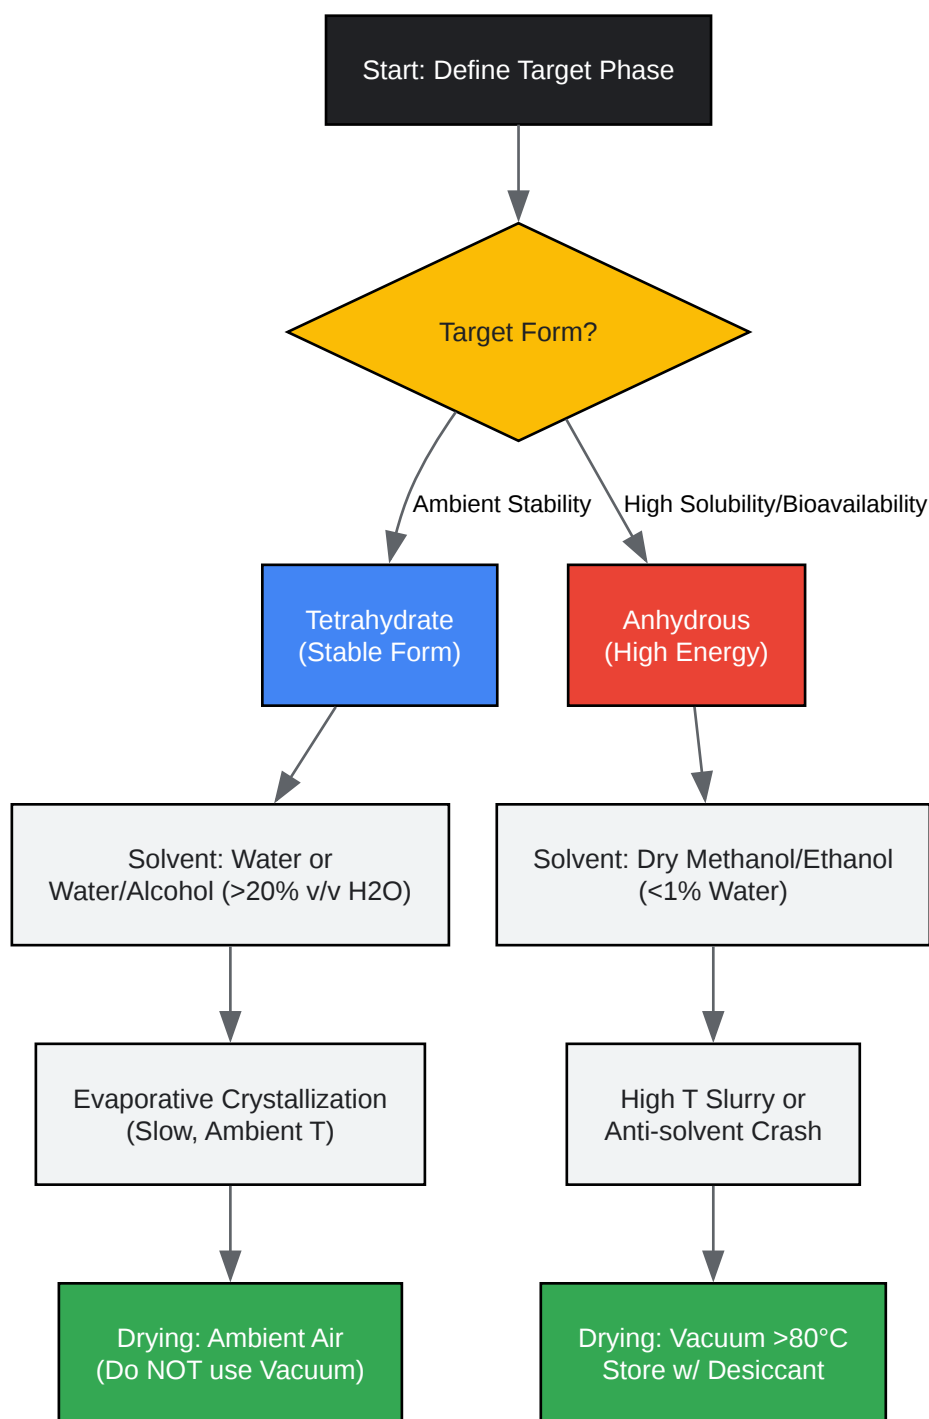 Start: Define Target Phase
Target Form?
Ambient Stability
High Solubility/Bioavailability
Tetrahydrate
(Stable Form)
Anhydrous
(High Energy)
Solvent: Water or
Water/Alcohol (>20% v/v H2O)
Solvent: Dry Methanol/Ethanol
(<1% Water)
Evaporative Crystallization
(Slow, Ambient T)
High T Slurry or
Anti-solvent Crash
Drying: Ambient Air
(Do NOT use Vacuum)
Drying: Vacuum >80°C
Store w/ Desiccant